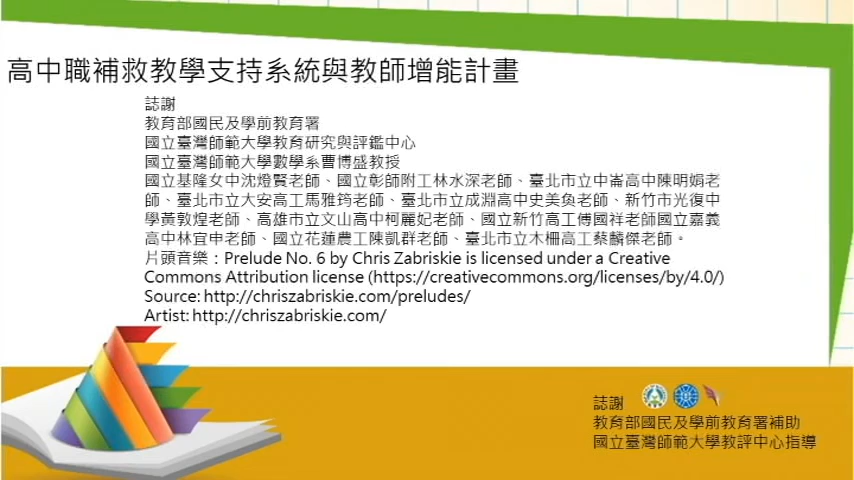 高中職補救教學支持系統與教師增能計畫
誌謝
教育部國民及學前教育署
國立臺灣師範大學教育研究與評鑑中心
國立臺灣師範大學數學系曹博盛教授
國立基隆女中沈燈賢老師、國立彰師附工林水深老師、臺北市立中崙高中陳明娟老
師、臺北市立大安高工馬雅筠老師、臺北市立成淵高中史美奐老師、新竹市光復中
學黃敦煌老師、高雄市立文山高中柯麗妃老師、國立新竹高工傅國祥老師國立嘉義
高中林宜申老師、國立花蓮農工陳凱群老師、臺北市立木柵高工蔡麟傑老師。
片頭音樂：Prelude No. 6 by Chris Zabriskie is licensed under a Creative
Commons Attribution license (https://creativecommons.org/licenses/by/4.0/)
Source: http://chriszabriskie.com/preludes/
Artist: http://chriszabriskie.com/
誌謝
教育部國民及學前教育署補助
國立臺灣師範大學教評中心指導